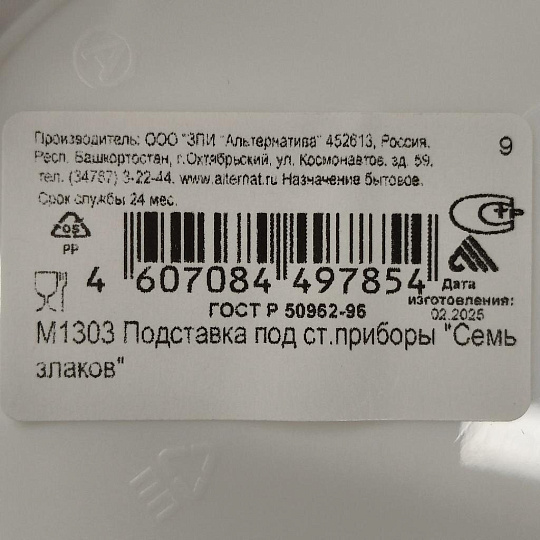 Производитель: ООО "ЗПИ "Альтернатива" 452613, Россия,
Респ. Башкортостан, г.Октябрьский, ул. Космонавтов, зд. 59,
тел. (34767) 3-22-44. www.alternat.ru Назначение бытовое.
Срок службы 24 мес.
9
05
PP
4 607084 497854
Дата
изготовления:
02.2025
ГОСТ Р 50962-96
М1303 Подставка под ст.приборы "Семь
злаков"